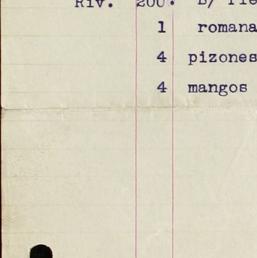 Riv. 200.
1 romana
4 pizones
4 mangos